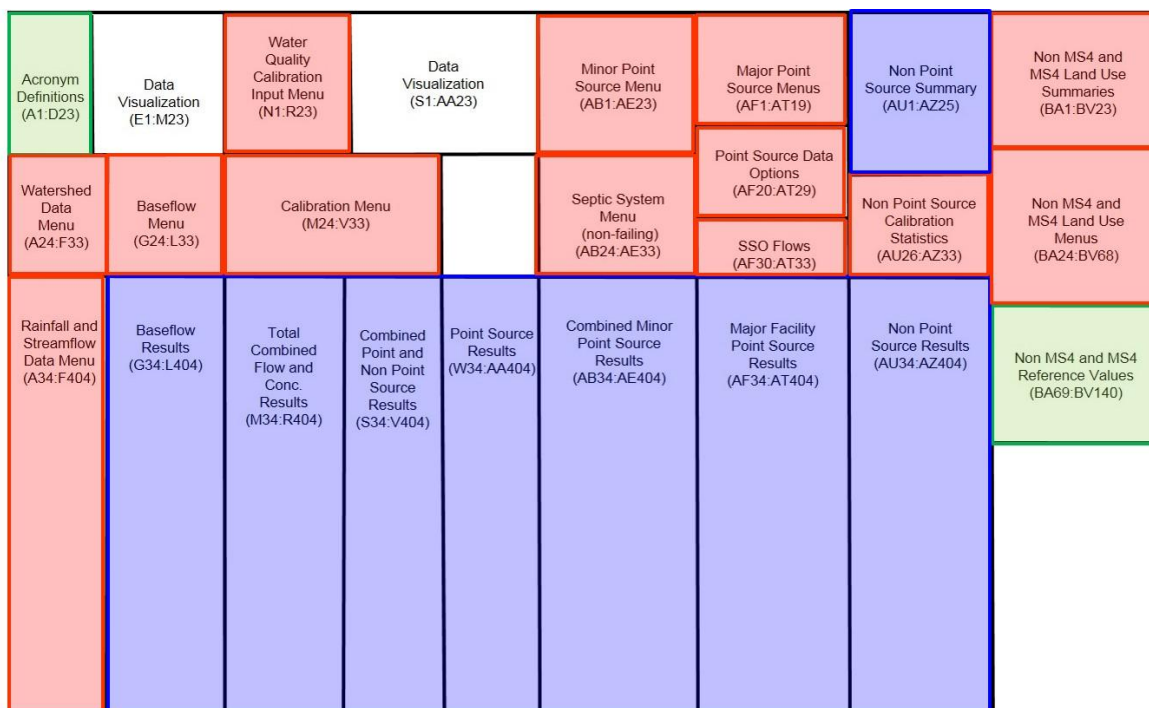 Acronym
Definitions
(A1:D23)
Data
Visualization
(E1:M23)
Water
Quality
Calibration
Input Menu
(N1:R23)
Data
Visualization
(S1:AA23)
Minor Point
Source Menu
(AB1:AE23)
Major Point
Source Menus
(AF1:AT19)
Non Point
Source Summary
(AU1:AZ25)
Non MS4 and
MS4 Land Use
Summaries
(BA1:BV23)
Watershed
Data
Menu
(A24:F33)
Baseflow
Menu
(G24:L33)
Calibration Menu
(M24:V33)
Septic System
Menu
(non-failing)
(AB24:AE33)
Point Source Data
Options
(AF20:AT29)
SSO Flows
(AF30:AT33)
Non Point Source
Calibration
Statistics
(AU26:AZ33)
Non MS4 and
MS4 Land Use
Menus
(BA24:BV68)
Rainfall and
Streamflow
Data Menu
(A34:F404)
Baseflow
Results
(G34:L404)
Total
Combined
Flow and
Conc.
Results
(M34:R404)
Combined
Point and
Non Point
Source
Results
(S34:V404)
Point Source
Results
(W34:AA404)
Combined Minor
Point Source
Results
(AB34:AE404)
Major Facility
Point Source
Results
(AF34:AT404)
Non Point
Source Results
(AU34:AZ404)
Non MS4 and MS4
Reference Values
(BA69:BV140)